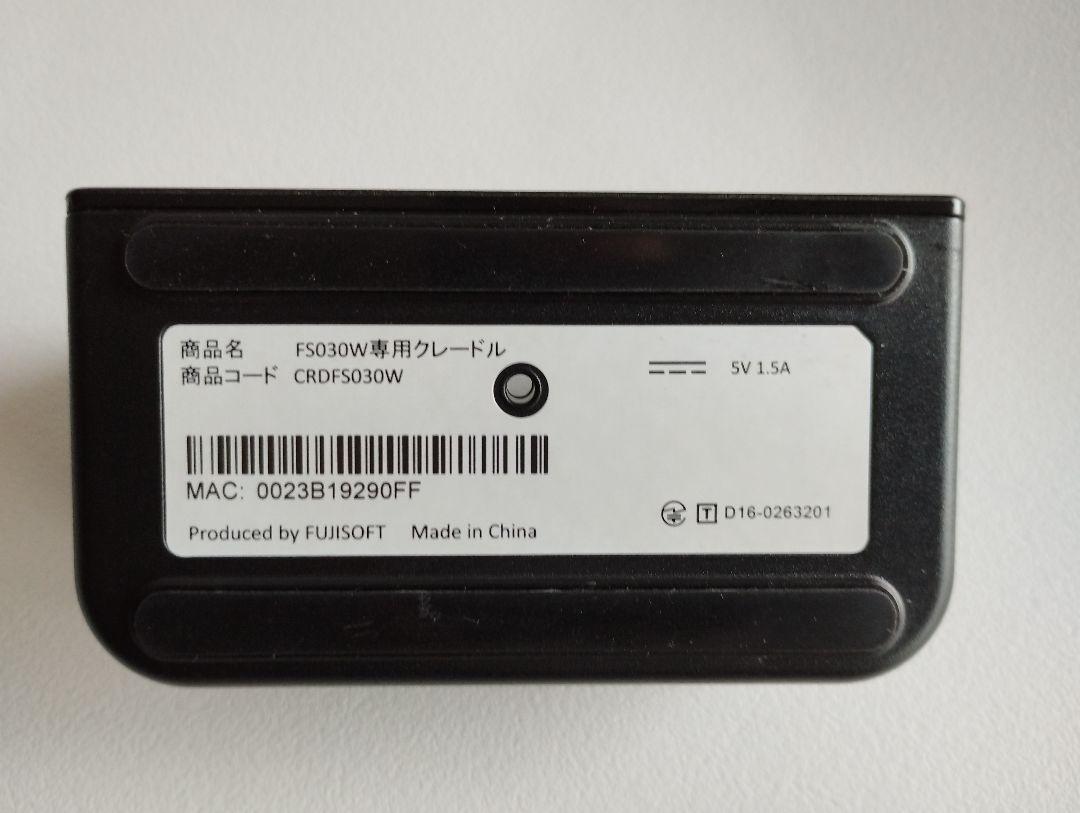 商品名 FS030W専用クレードル
商品コード CRDFS030W
5V 1.5A
MAC: 0023B19290FF
T D16-0263201
Produced by FUJISOFT Made in China